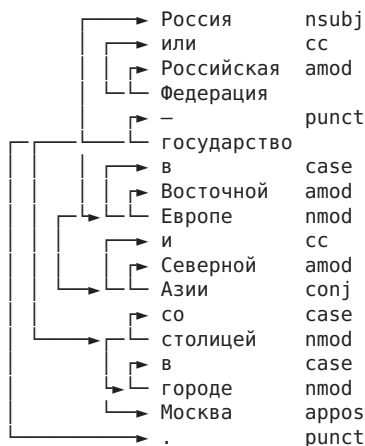 Россия nsubj
или cc
Российская amod
Федерация
— punct
государство
в case
Восточной amod
Европе nmod
и cc
Северной amod
Азии conj
со case
столицей nmod
в case
городе nmod
Москва appos
. punct